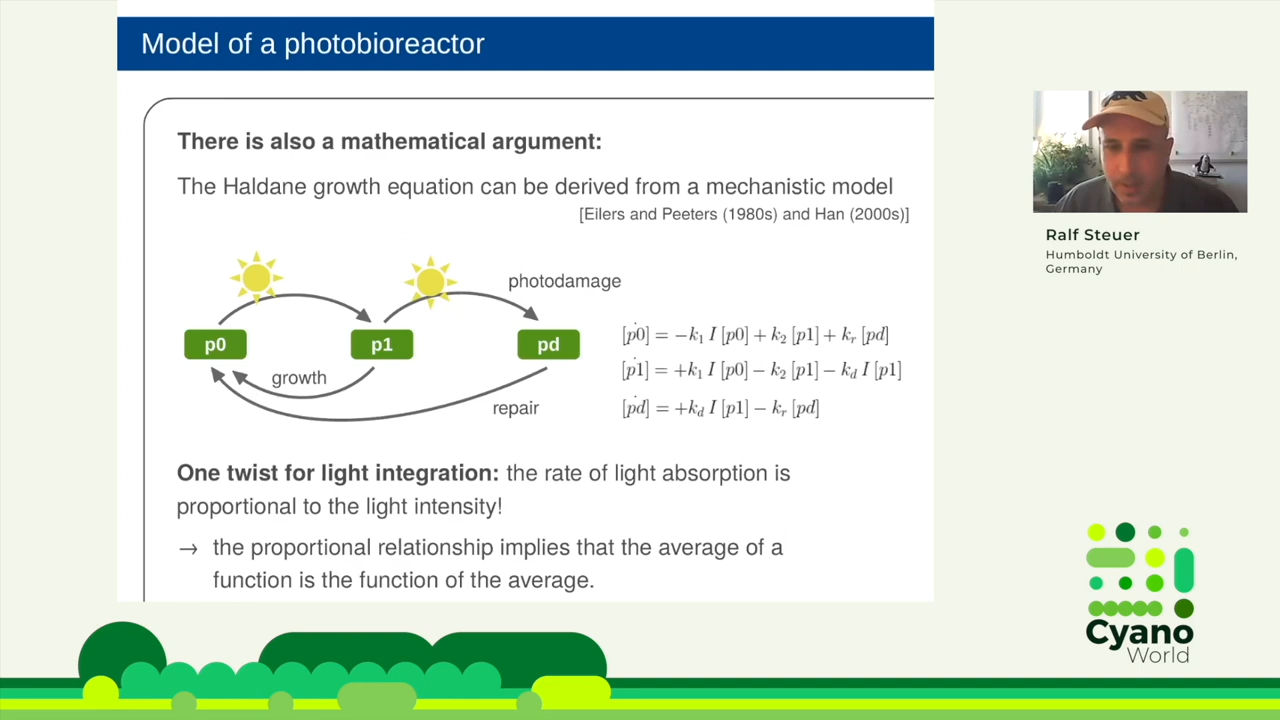 Model of a photobioreactor
There is also a mathematical argument:
The Haldane growth equation can be derived from a mechanistic model
[Eilers and Peeters (1980s) and Han (2000s)]
photodamage
p0
p1
pd
growth
repair
[ṗ0] = −k₁ I [p0] + k₂ [p1] + kᵣ [pd]
[ṗ1] = +k₁ I [p0] − k₂ [p1] − k_d I [p1]
[ṗd] = +k_d I [p1] − kᵣ [pd]
One twist for light integration: the rate of light absorption is
proportional to the light intensity!
→ the proportional relationship implies that the average of a
function is the function of the average.
Ralf Steuer
Humboldt University of Berlin,
Germany
Cyano
World